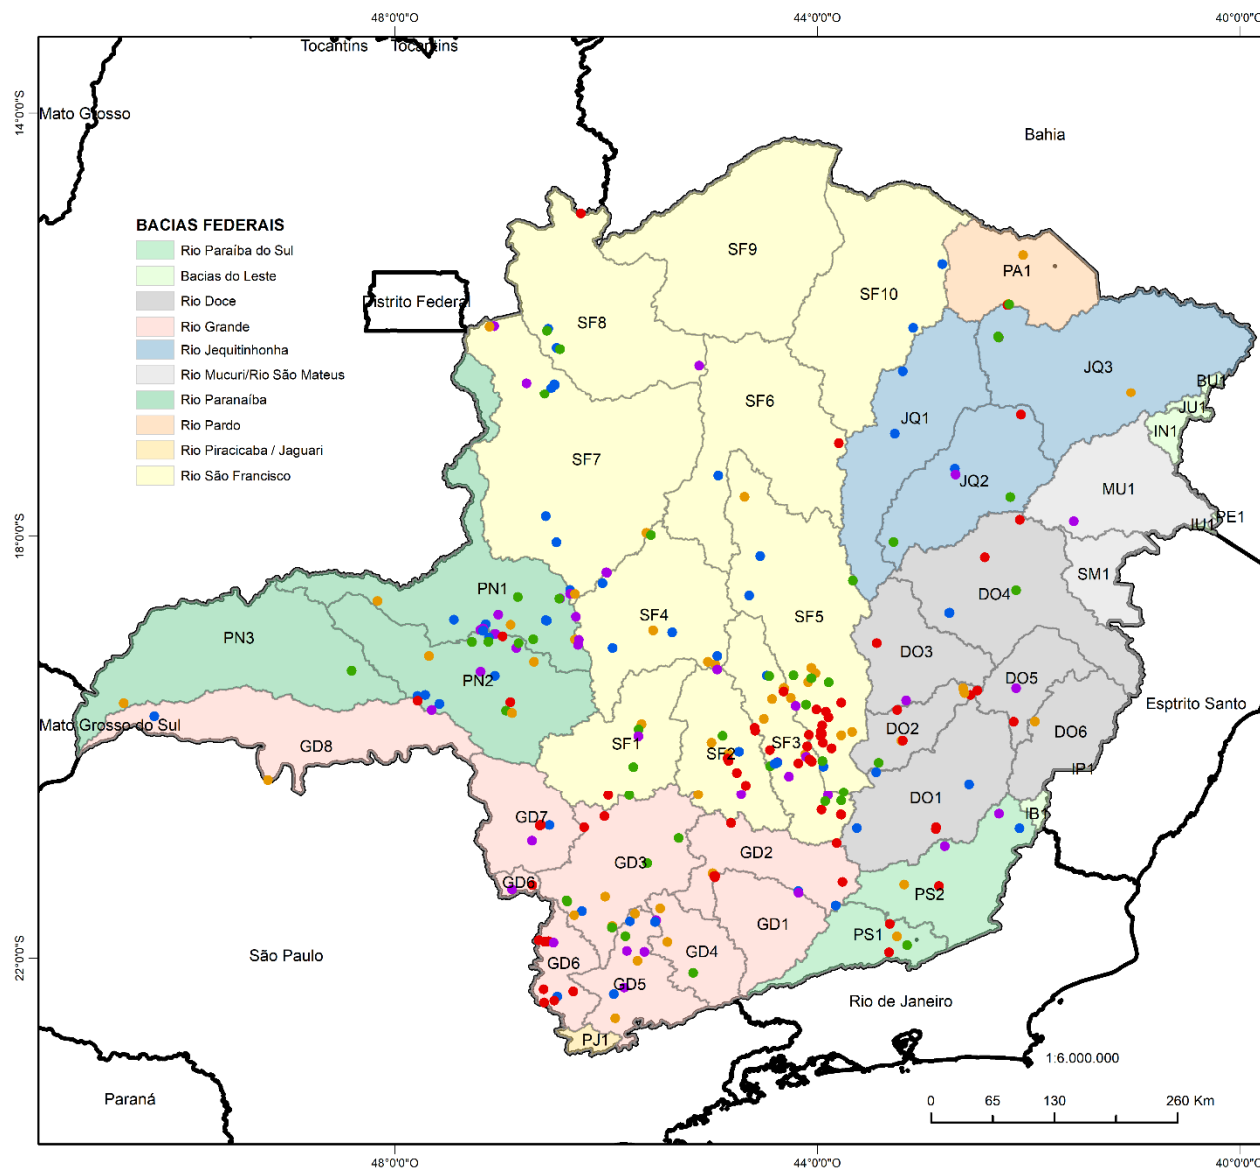 48°0'0"O
44°0'0"O
40°0'0"O
Tocantins
Tocantins
14°0'0"S
Mato Grosso
Bahia
BACIAS FEDERAIS
Rio Paraíba do Sul
Bacias do Leste
Rio Doce
Rio Grande
Rio Jequitinhonha
Rio Mucuri/Rio São Mateus
Rio Paranaíba
Rio Pardo
Rio Piracicaba / Jaguari
Rio São Francisco
SF9
PA1
SF10
Distrito Federal
SF8
JQ3
BU1
SF6
JU1
JQ1
IN1
SF7
JQ2
MU1
PE1
IU1
18°0'0"S
SM1
PN1
DO4
SF4
SF5
PN3
DO3
PN2
DO5
Esptrito Santo
Mato Grosso do Sul
DO2
DO6
GD8
SF1
SF2
SF3
IP1
DO1
IB1
GD7
GD3
GD2
GD6
PS2
GD1
PS1
São Paulo
GD4
GD6
GD5
22°0'0"S
Rio de Janeiro
PJ1
1:6.000.000
Paraná
0 65 130 260 Km
48°0'0"O
44°0'0"O
40°0'0"O